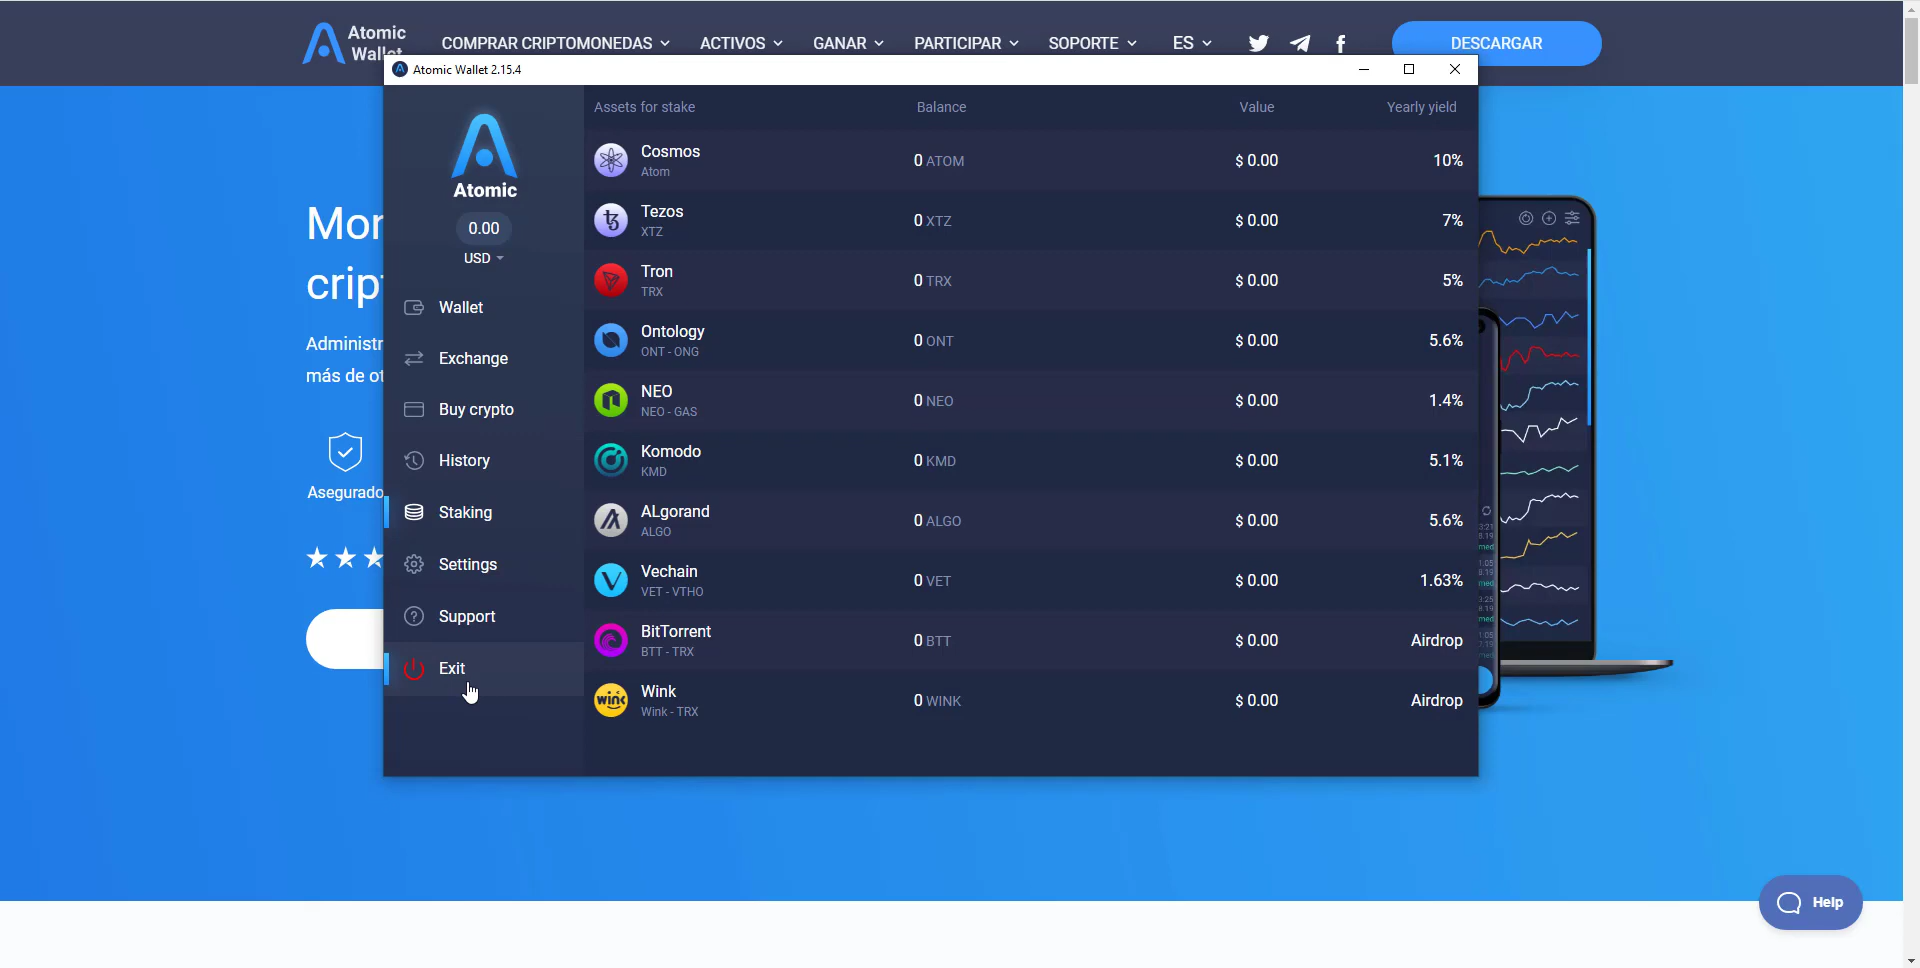 Atomic
Wallet
COMPRAR CRIPTOMONEDAS ACTIVOS GANAR PARTICIPAR SOPORTE ES DESCARGAR
Atomic Wallet 2.15.4
Atomic
0.00
USD
Wallet
Exchange
Buy crypto
History
Staking
Settings
Support
Exit
Assets for stake Balance Value Yearly yield
Cosmos 0 ATOM $ 0.00 10%
Atom
Tezos 0 XTZ $ 0.00 7%
XTZ
Tron 0 TRX $ 0.00 5%
TRX
Ontology 0 ONT $ 0.00 5.6%
ONT - ONG
NEO 0 NEO $ 0.00 1.4%
NEO - GAS
Komodo 0 KMD $ 0.00 5.1%
KMD
ALgorand 0 ALGO $ 0.00 5.6%
ALGO
Vechain 0 VET $ 0.00 1.63%
VET - VTHO
BitTorrent 0 BTT $ 0.00 Airdrop
BTT - TRX
Wink 0 WINK $ 0.00 Airdrop
Wink - TRX
Mon
crip
Administr
más de ot
Asegurado
Help